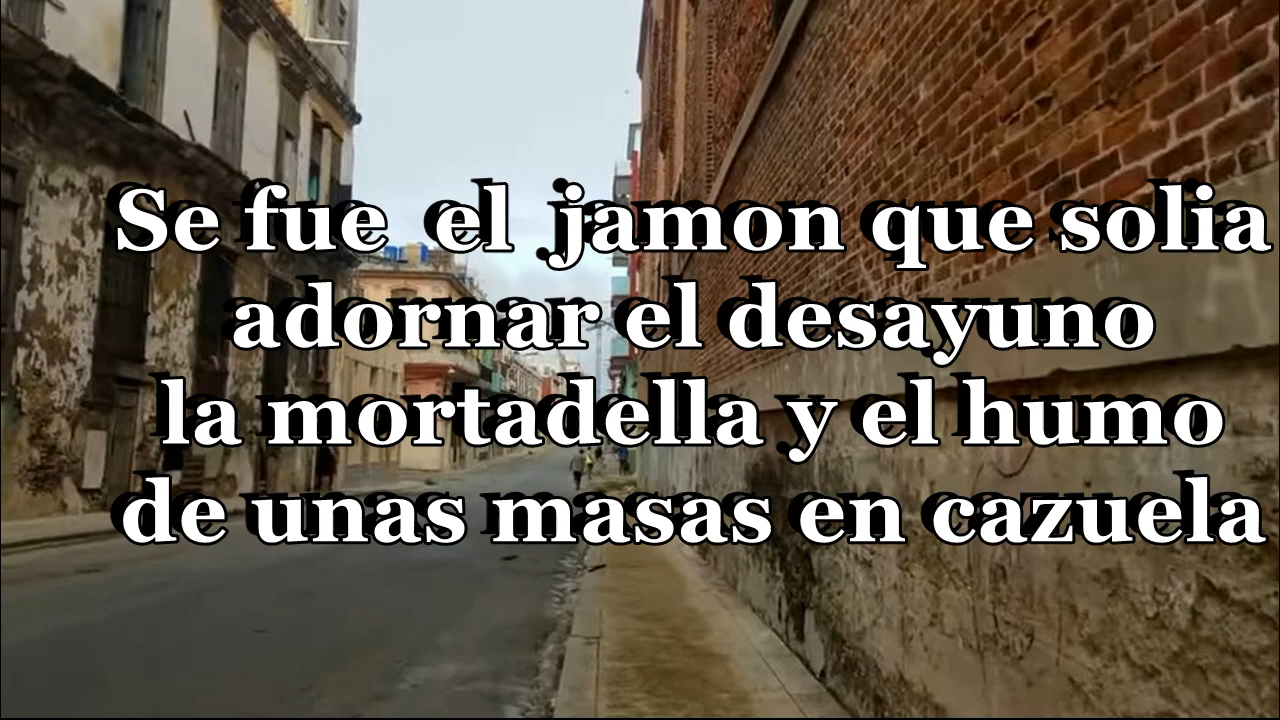 Se fue el jamon que solia
adornar el desayuno
la mortadella y el humo
de unas masas en cazuela